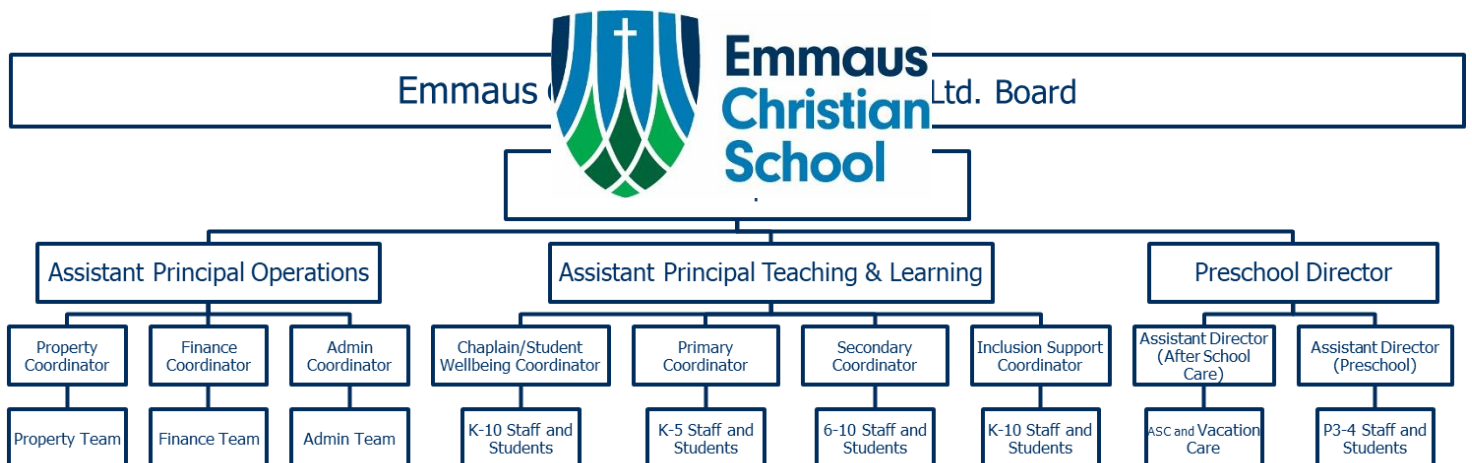 Emmaus
Christian
School
Emmaus Ltd. Board
Assistant Principal Operations
Assistant Principal Teaching & Learning
Preschool Director
Property
Coordinator
Finance
Coordinator
Admin
Coordinator
Chaplain/Student
Wellbeing Coordinator
Primary
Coordinator
Secondary
Coordinator
Inclusion Support
Coordinator
Assistant Director
(After School
Care)
Assistant Director
(Preschool)
Property Team
Finance Team
Admin Team
K-10 Staff and
Students
K-5 Staff and
Students
6-10 Staff and
Students
K-10 Staff and
Students
ASC and Vacation
Care
P3-4 Staff and
Students